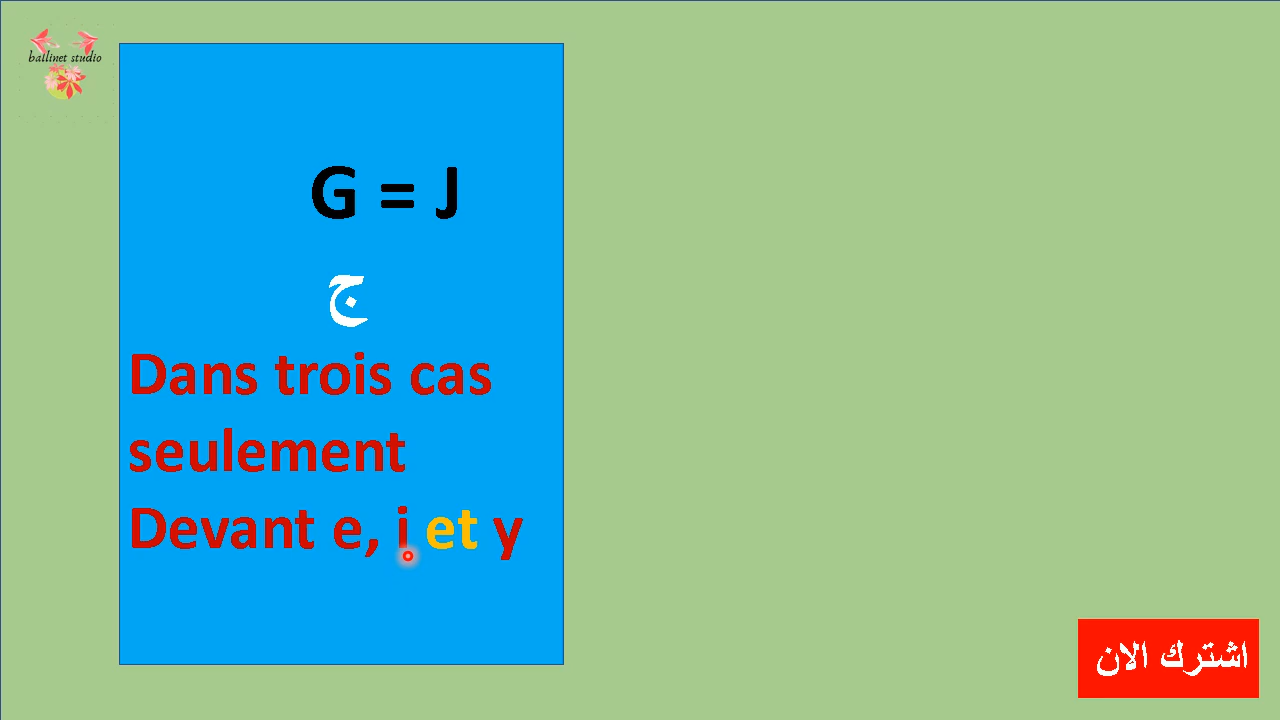 ballinet studio
G = J
ج
Dans trois cas
seulement
Devant e, i et y
اشترك الان